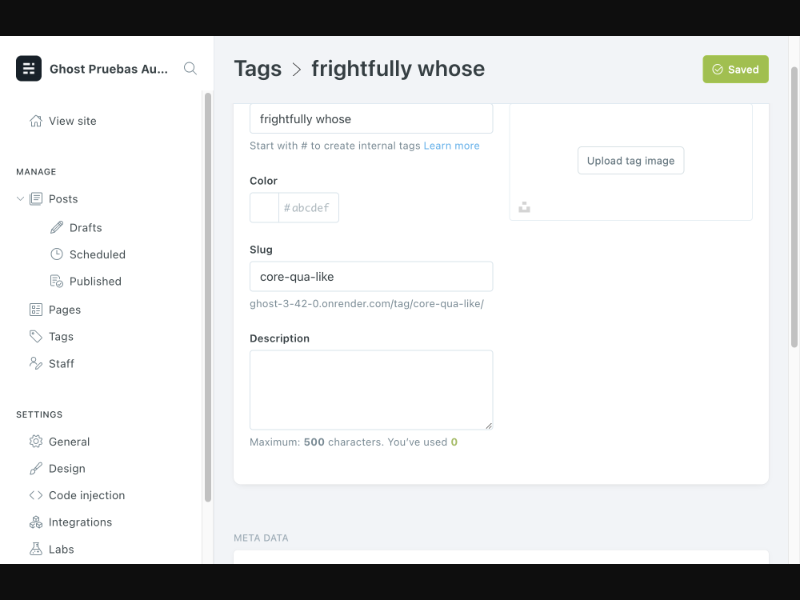 Ghost Pruebas Au...
View site
MANAGE
Posts
Drafts
Scheduled
Published
Pages
Tags
Staff
SETTINGS
General
Design
Code injection
Integrations
Labs
Tags > frightfully whose
Saved
frightfully whose
Start with # to create internal tags Learn more
Color
#abcdef
Slug
core-qua-like
ghost-3-42-0.onrender.com/tag/core-qua-like/
Description
Maximum: 500 characters. You've used 0
Upload tag image
META DATA